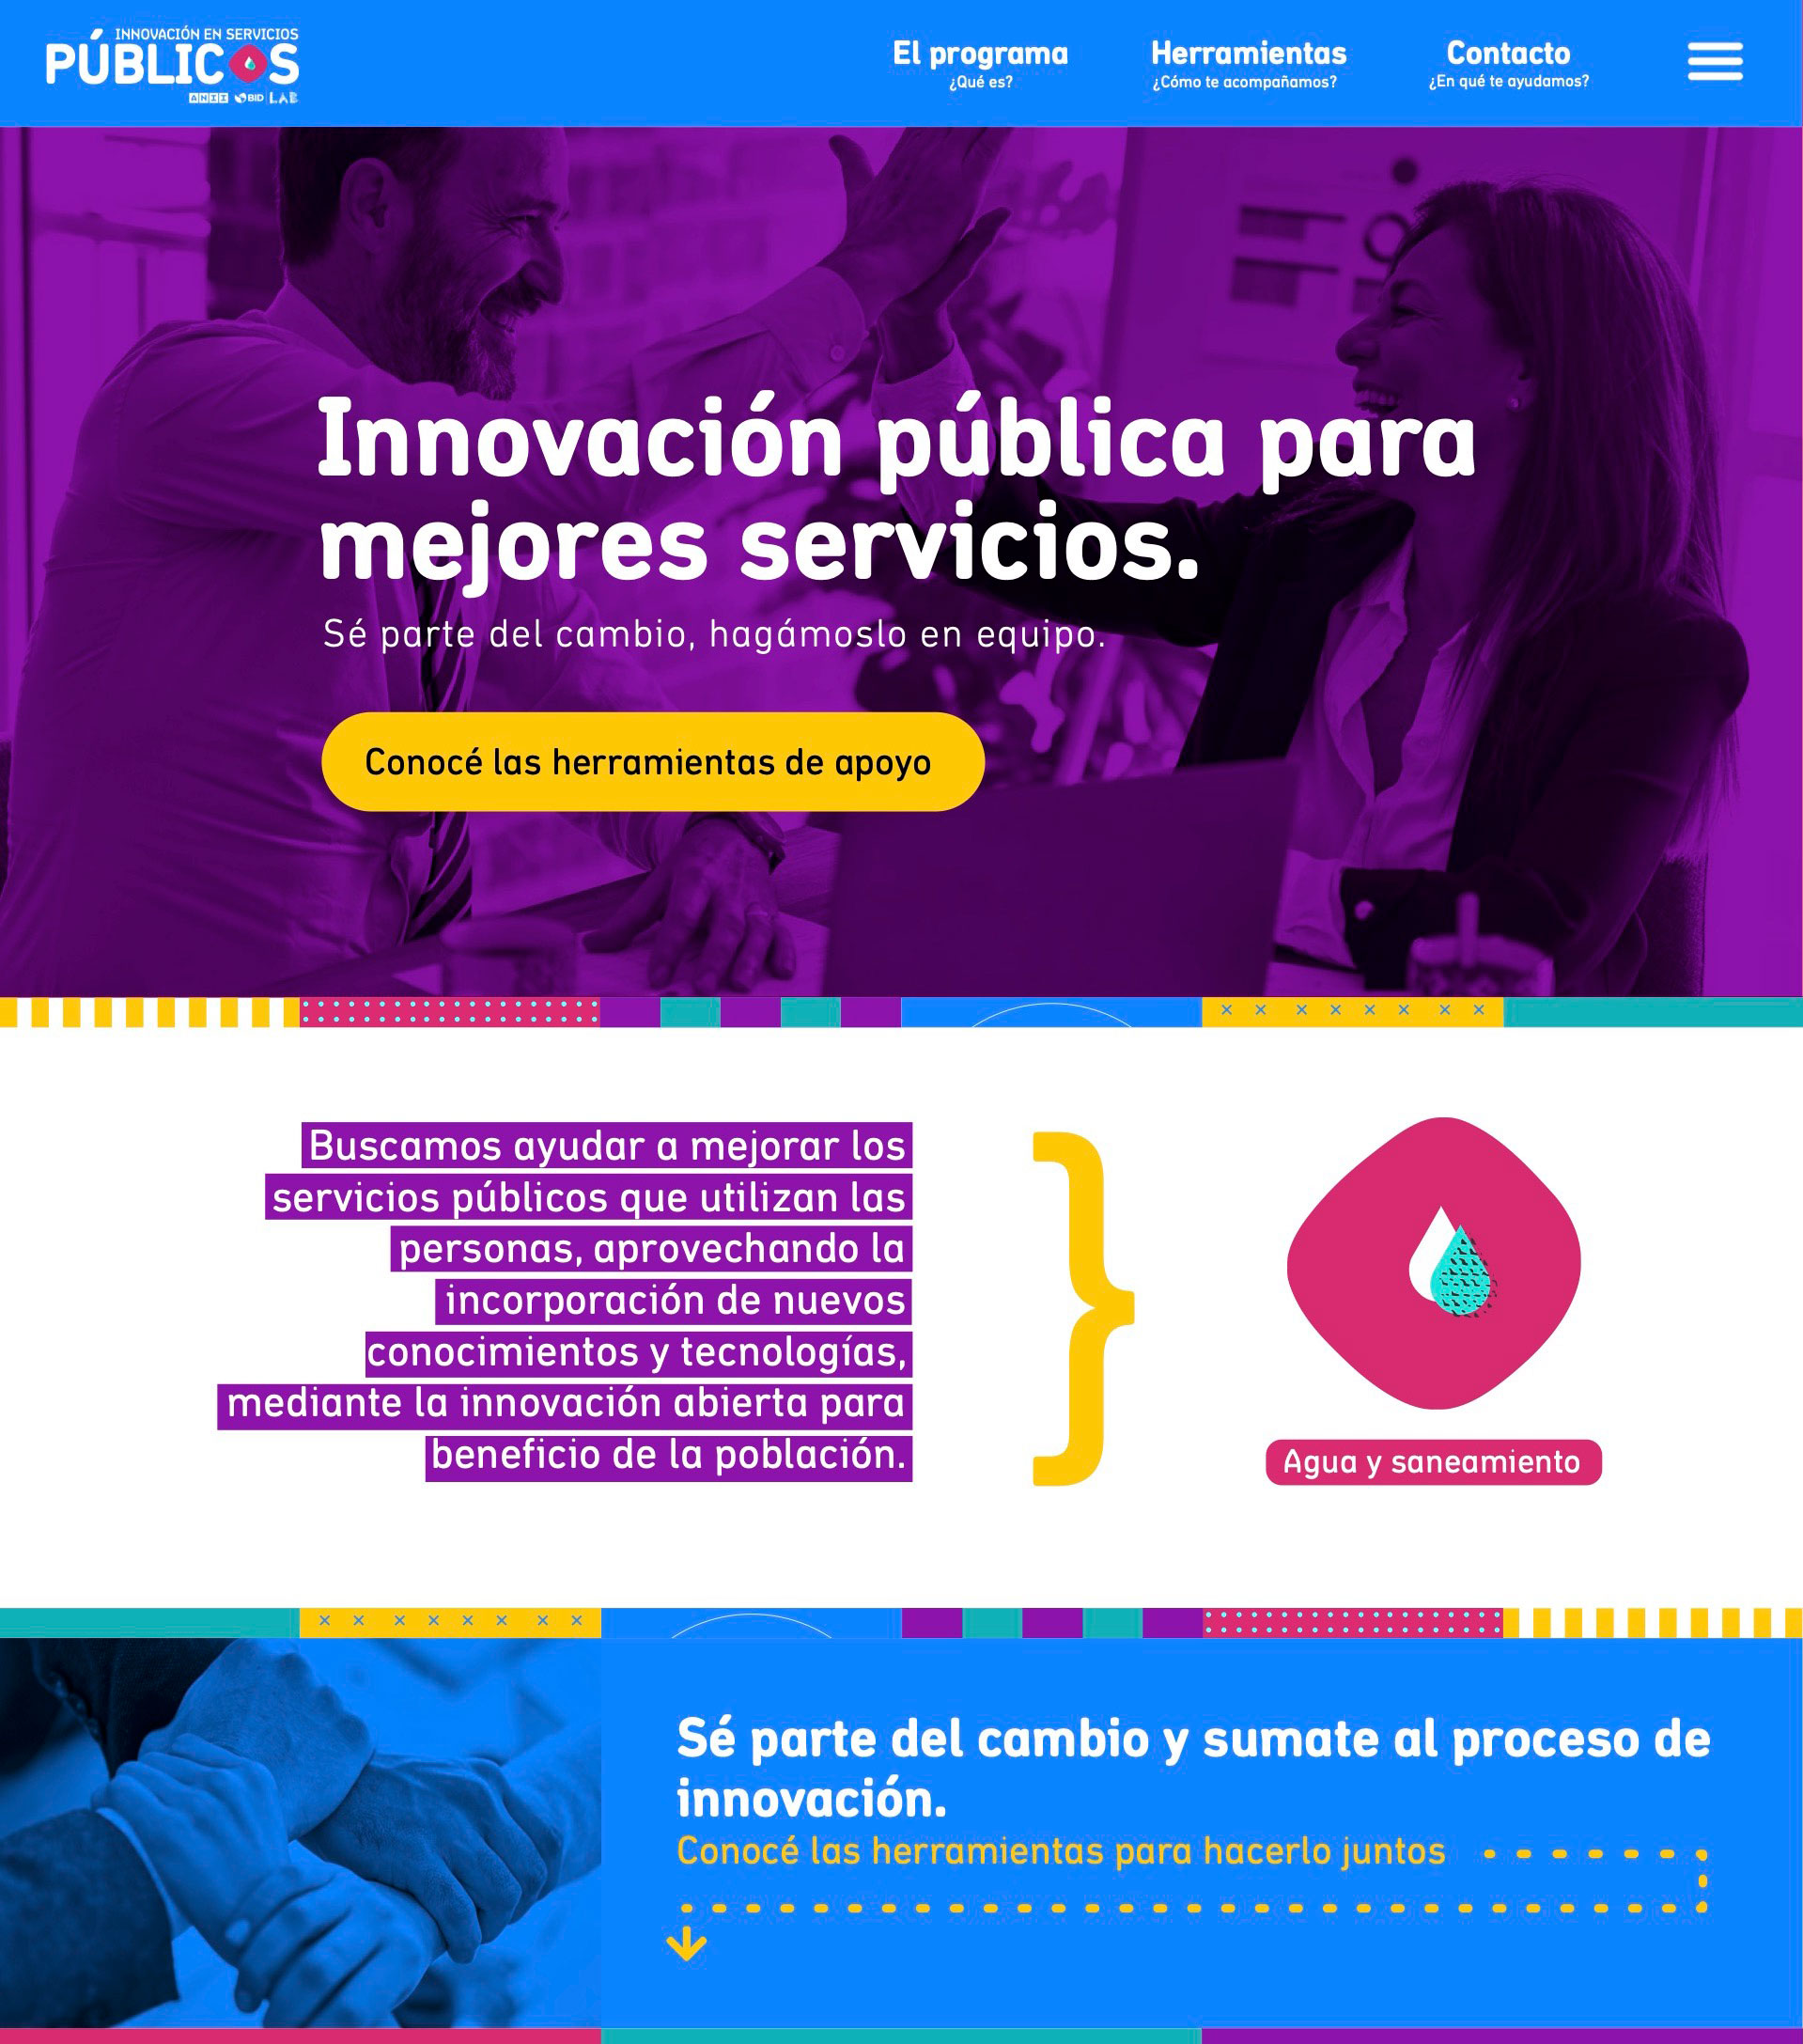 INNOVACIÓN EN SERVICIOS
PÚBLICOS
ANII BID LAB
El programa
¿Qué es?
Herramientas
¿Cómo te acompañamos?
Contacto
¿En qué te ayudamos?
Innovación pública para
mejores servicios.
Sé parte del cambio, hagámoslo en equipo.
Conocé las herramientas de apoyo
Buscamos ayudar a mejorar los
servicios públicos que utilizan las
personas, aprovechando la
incorporación de nuevos
conocimientos y tecnologías,
mediante la innovación abierta para
beneficio de la población.
}
Agua y saneamiento
Sé parte del cambio y sumate al proceso de
innovación.
Conocé las herramientas para hacerlo juntos